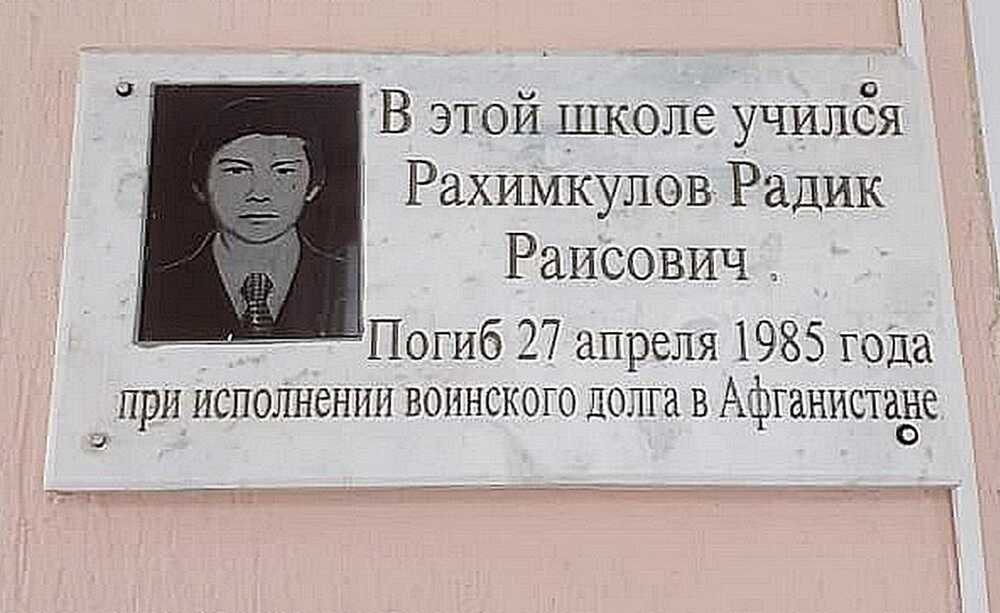 В этой школе учился
Рахимкулов Радик
Раисович .
Погиб 27 апреля 1985 года
при исполнении воинского долга в Афганистане